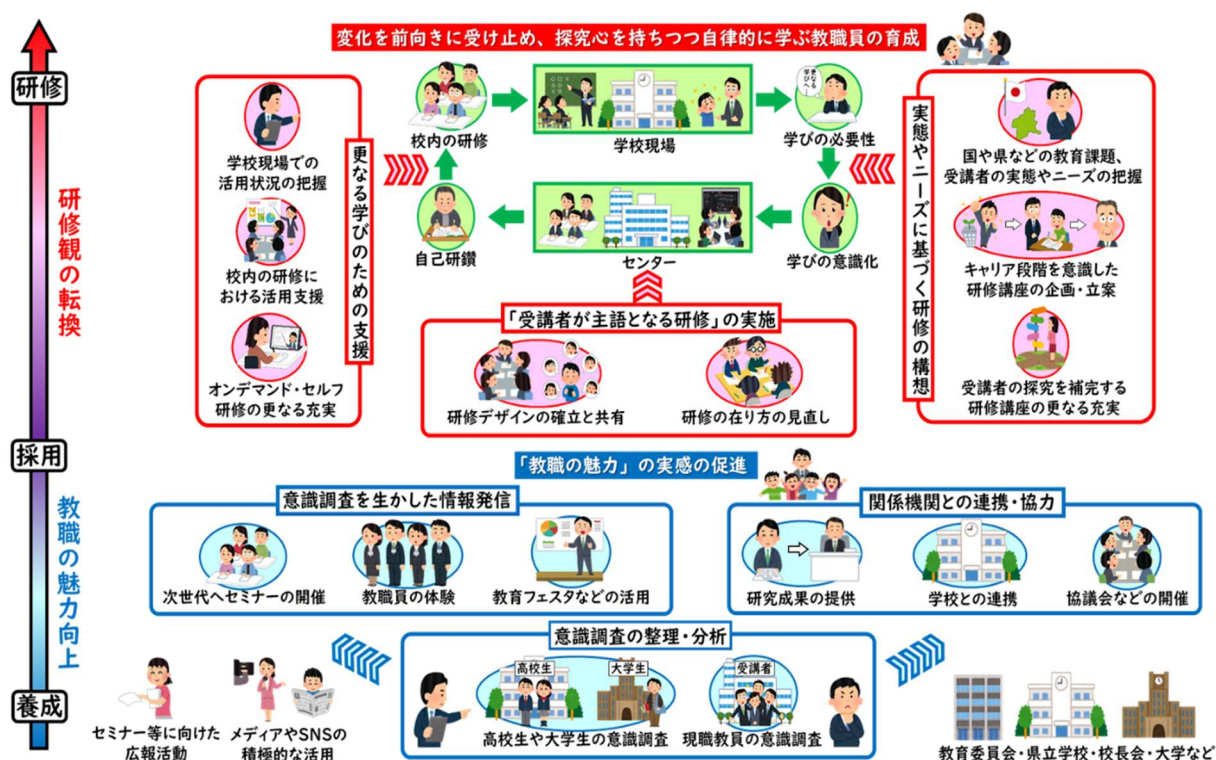 変化を前向きに受け止め、探究心を持ちつつ自律的に学ぶ教職員の育成
研修
研修観の転換
採用
教職の魅力向上
養成
更なる学びのための支援
学校現場での
活用状況の把握
校内の研修に
おける活用支援
オンデマンド・セルフ
研修の更なる充実
校内の研修
学校現場
更なる
学びへ!
学びの必要性
自己研鑽
センター
学びの意識化
「受講者が主語となる研修」の実施
研修デザインの確立と共有
研修の在り方の見直し
実態やニーズに基づく研修の構想
国や県などの教育課題、
受講者の実態やニーズの把握
キャリア段階を意識した
研修講座の企画・立案
受講者の探究を補完する
研修講座の更なる充実
「教職の魅力」の実感の促進
意識調査を生かした情報発信
次世代へセミナーの開催
教職員の体験
教育フェスタなどの活用
関係機関との連携・協力
研究成果の提供
学校との連携
協議会などの開催
意識調査の整理・分析
高校生
大学生
受講者
高校生や大学生の意識調査
現職教員の意識調査
セミナー等に向けた
広報活動
メディアやSNSの
積極的な活用
教育委員会・県立学校・校長会・大学など